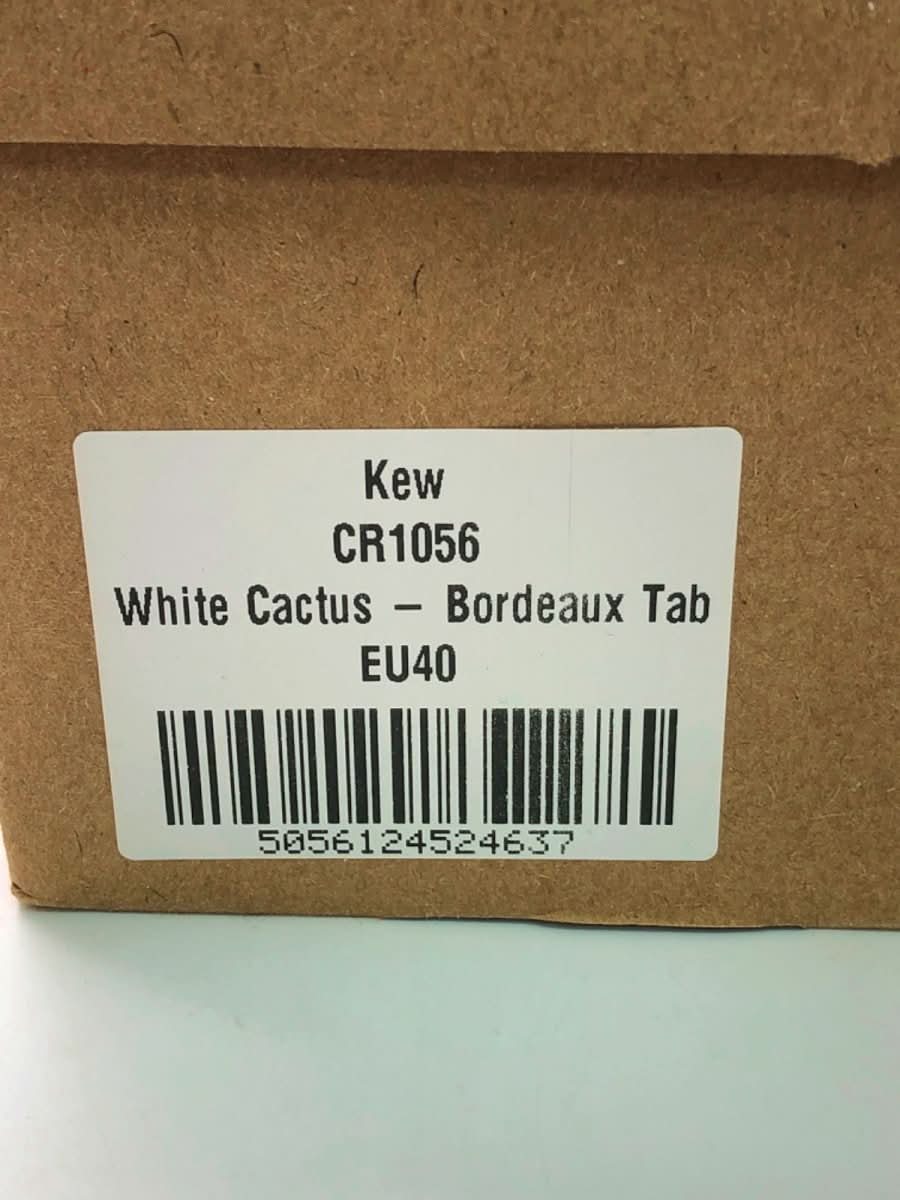 Kew
CR1056
White Cactus – Bordeaux Tab
EU40
5056124524637